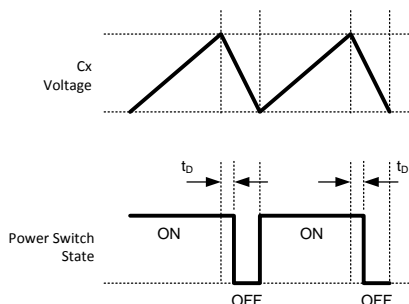 Cx
Voltage
tD
tD
Power Switch
State
ON
ON
OFF
OFF